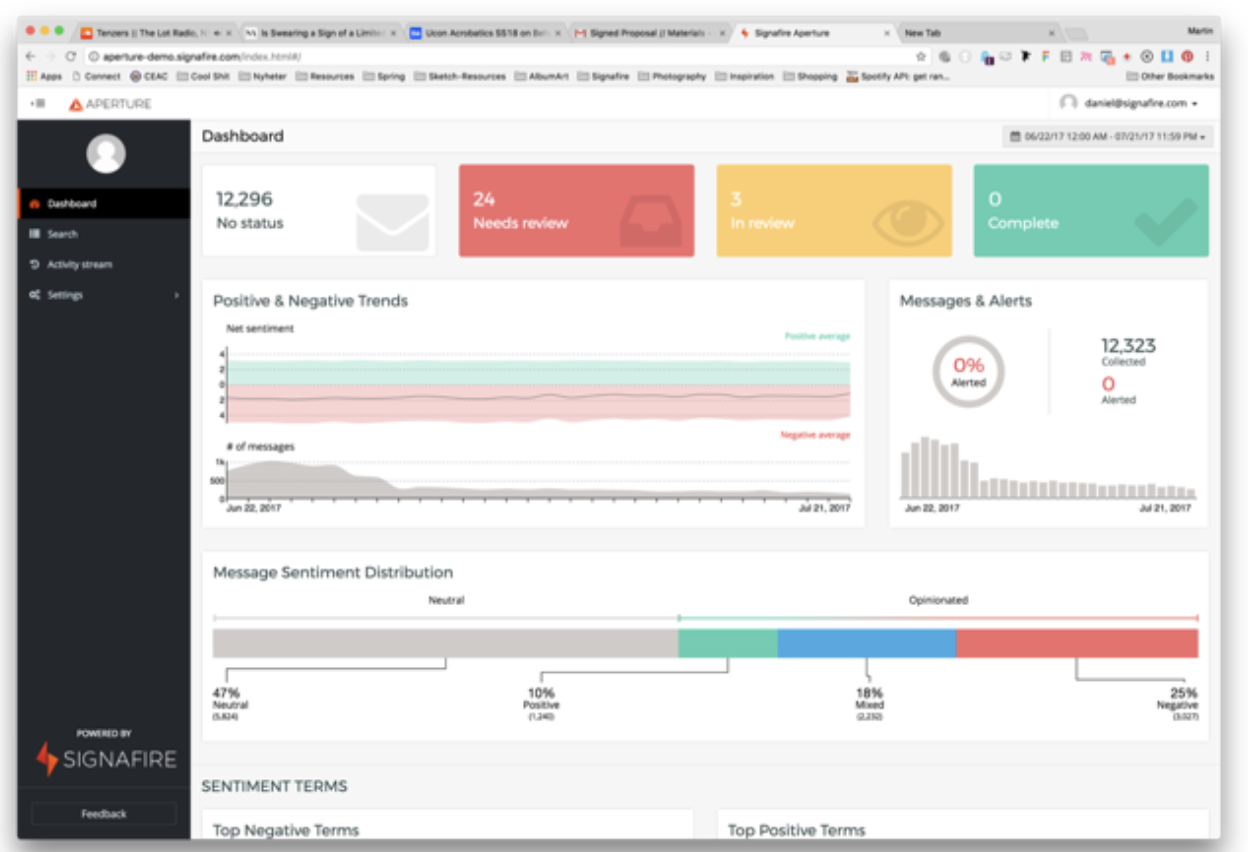 Tenzers || The Lot Radio, N
Is Swearing a Sign of a Limited
Ucon Acrobatics SS18 on Beh
Signed Proposal // Materials -
Signafire Aperture
New Tab
Martin
aperture-demo.signafire.com/index.html#/
Apps Connect CEAC Cool Shit Nyheter Resources Spring Sketch-Resources AlbumArt Signafire Photography Inspiration Shopping Spotify API: get ran... Other Bookmarks
APERTURE
daniel@signafire.com
Dashboard
Search
Activity stream
Settings
POWERED BY
SIGNAFIRE
Feedback
Dashboard
06/22/17 12:00 AM - 07/21/17 11:59 PM
12,296
No status
24
Needs review
3
In review
0
Complete
Positive & Negative Trends
Net sentiment
Positive average
4
2
0
2
4
Negative average
# of messages
1k
500
0
Jun 22, 2017
Jul 21, 2017
Messages & Alerts
0%
Alerted
12,323
Collected
0
Alerted
Jun 22, 2017
Jul 21, 2017
Message Sentiment Distribution
Neutral
Opinionated
47%
Neutral
(5,824)
10%
Positive
(1,240)
18%
Mixed
(2,232)
25%
Negative
(3,027)
SENTIMENT TERMS
Top Negative Terms
Top Positive Terms